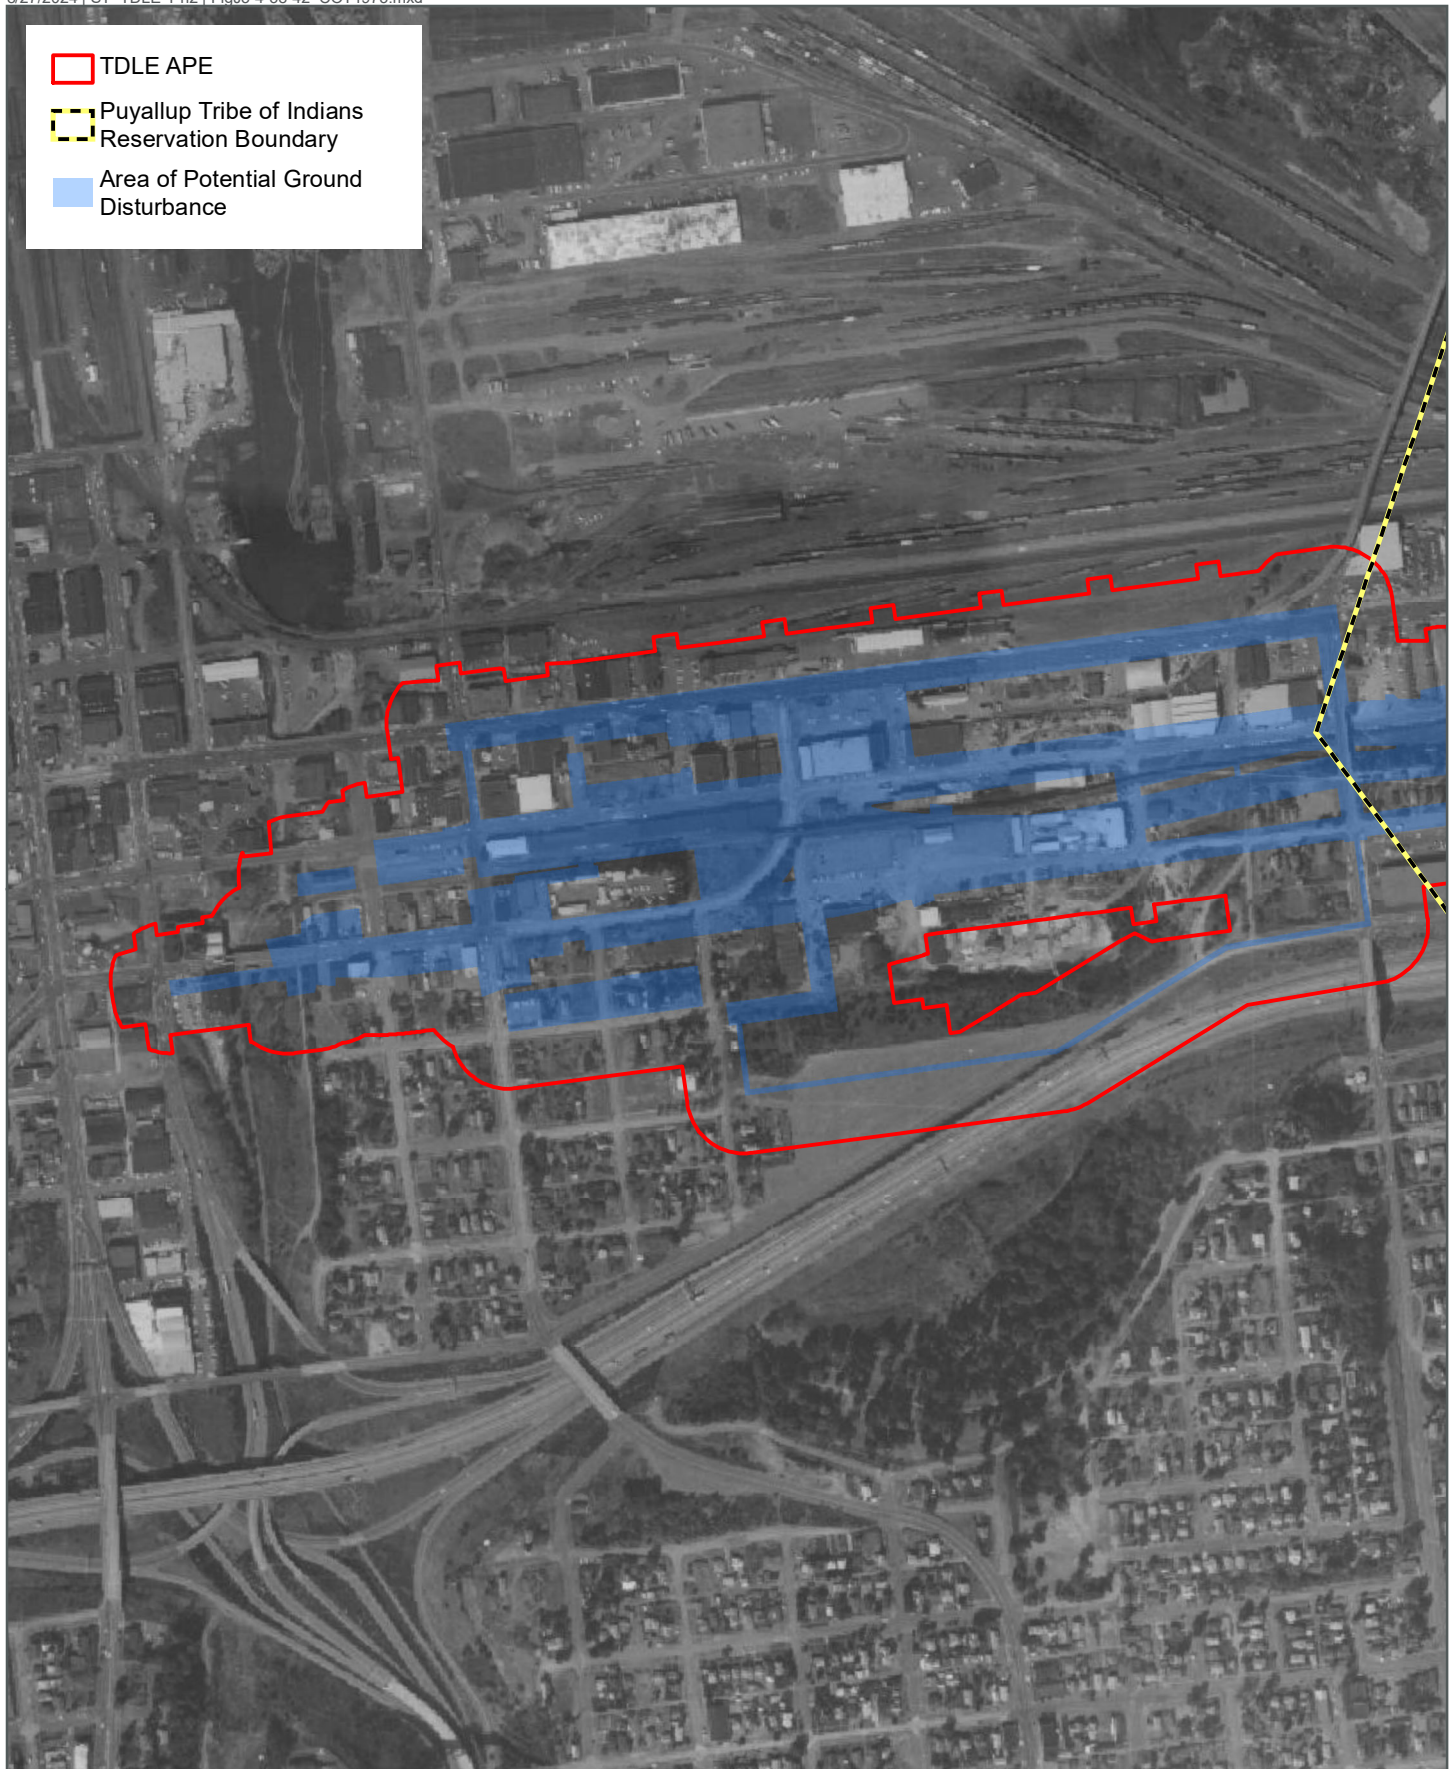 TDLE APE
Puyallup Tribe of Indians
Reservation Boundary
Area of Potential Ground
Disturbance